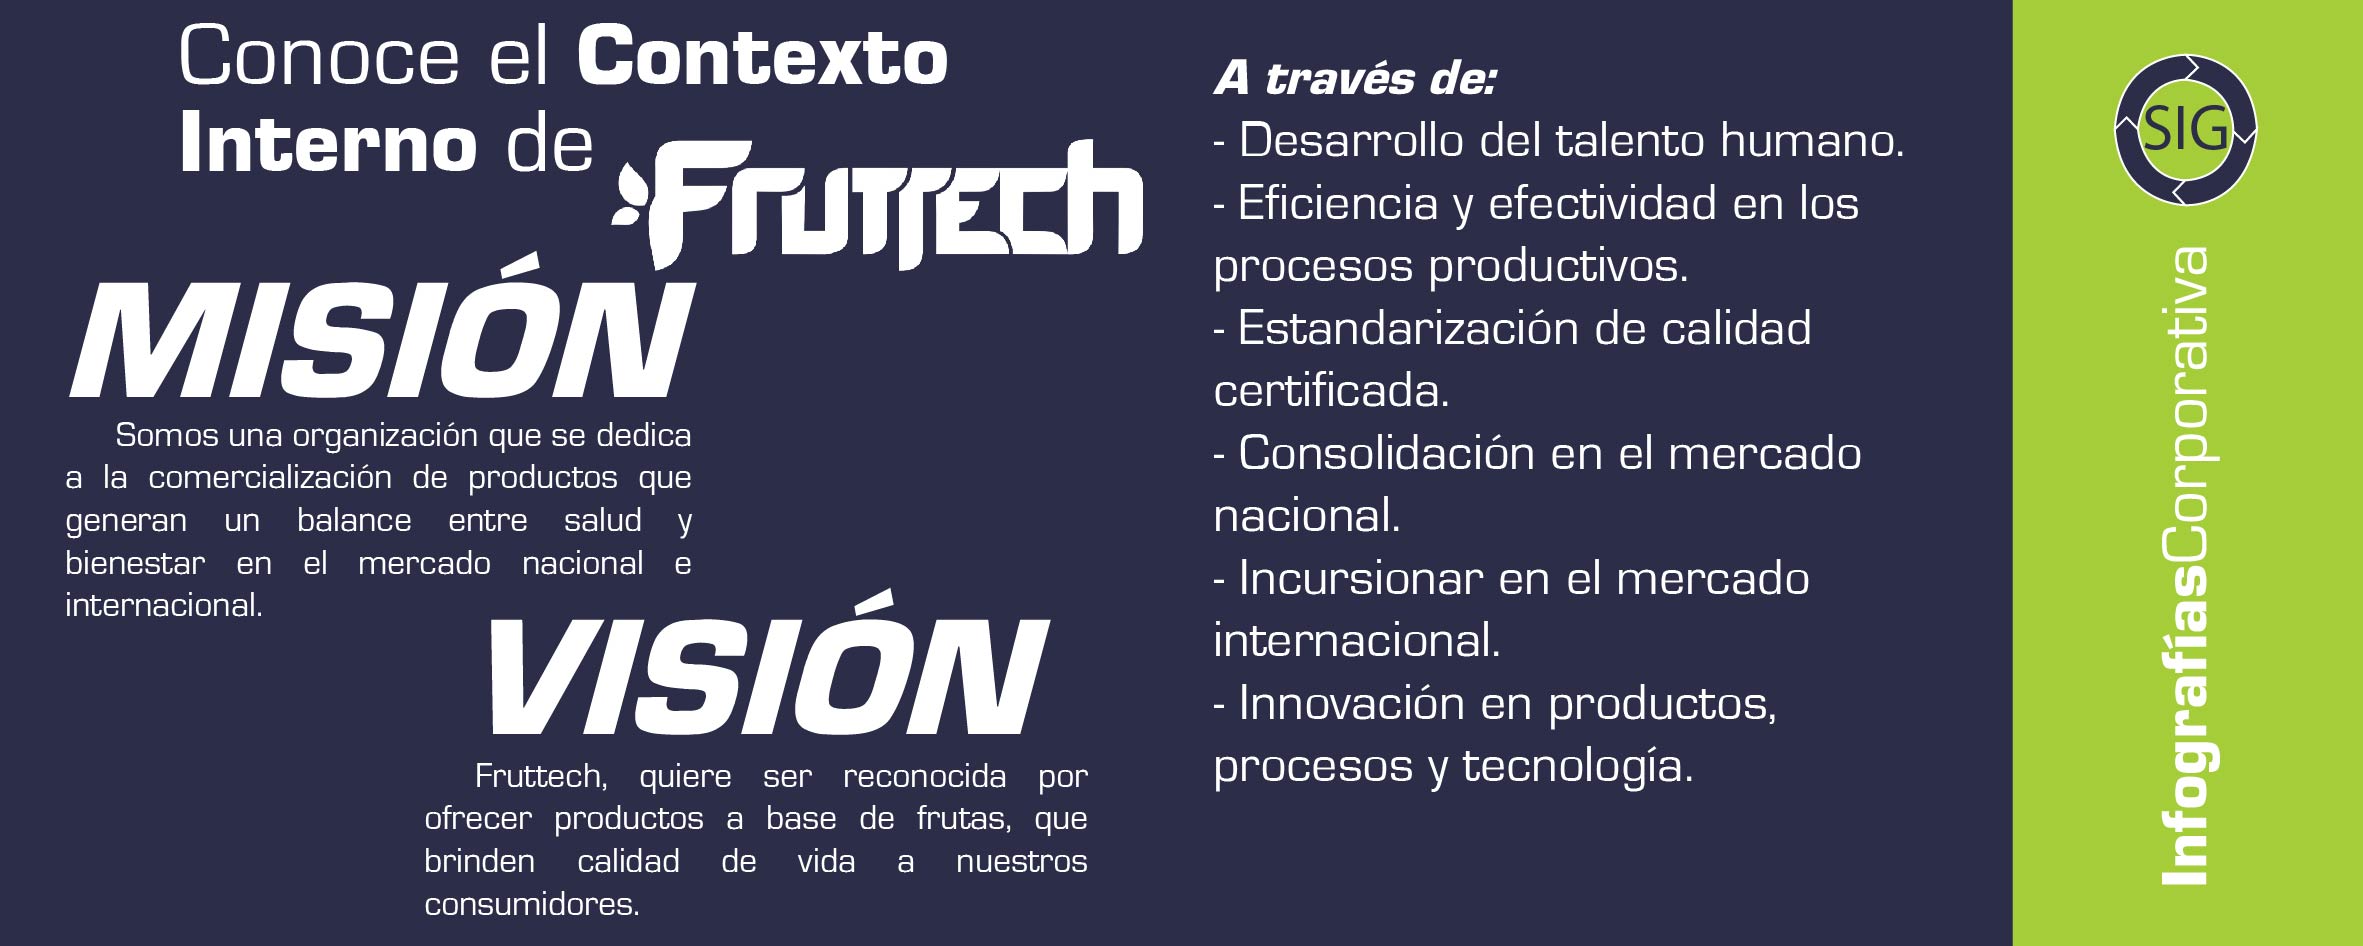 Conoce el Contexto
Interno de
Fruttech
MISIÓN
Somos una organización que se dedica
a la comercialización de productos que
generan un balance entre salud y
bienestar en el mercado nacional e
internacional.
VISIÓN
Fruttech, quiere ser reconocida por
ofrecer productos a base de frutas, que
brinden calidad de vida a nuestros
consumidores.
A través de:
- Desarrollo del talento humano.
- Eficiencia y efectividad en los
procesos productivos.
- Estandarización de calidad
certificada.
- Consolidación en el mercado
nacional.
- Incursionar en el mercado
internacional.
- Innovación en productos,
procesos y tecnología.
SIG
InfografíasCorporativa